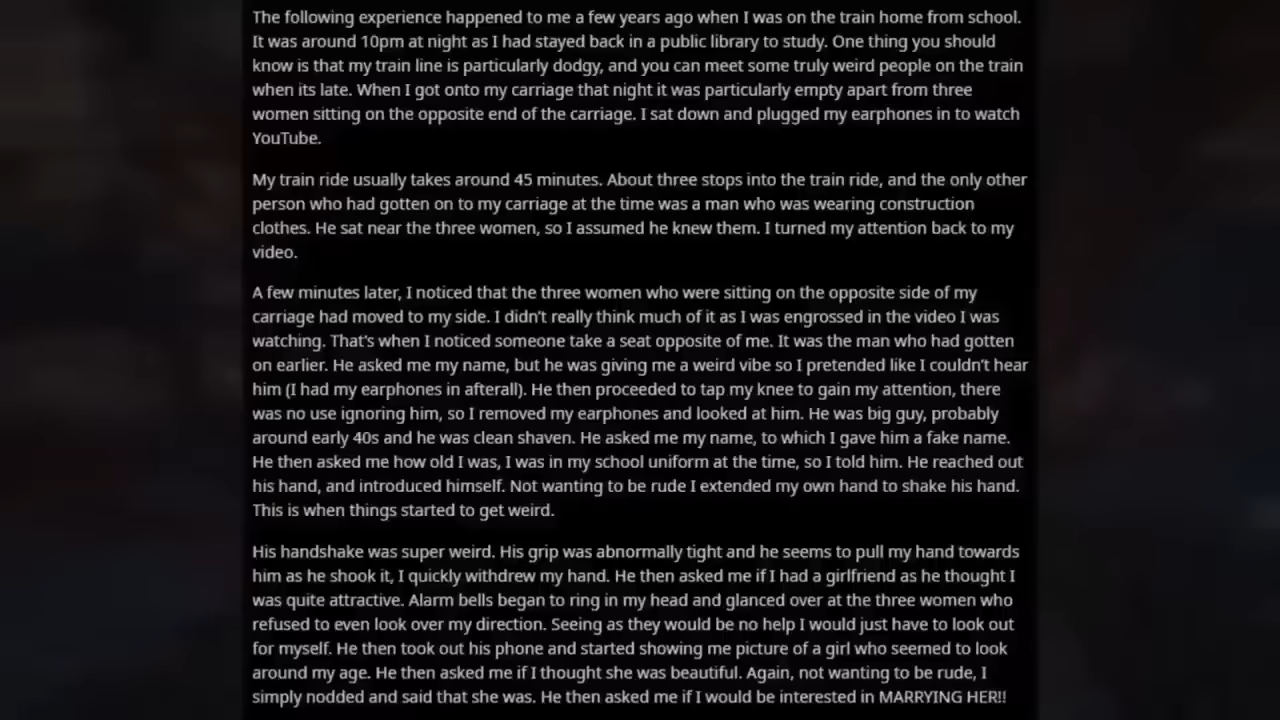 The following experience happened to me a few years ago when I was on the train home from school.
It was around 10pm at night as I had stayed back in a public library to study. One thing you should
know is that my train line is particularly dodgy, and you can meet some truly weird people on the train
when its late. When I got onto my carriage that night it was particularly empty apart from three
women sitting on the opposite end of the carriage. I sat down and plugged my earphones in to watch
YouTube.
My train ride usually takes around 45 minutes. About three stops into the train ride, and the only other
person who had gotten on to my carriage at the time was a man who was wearing construction
clothes. He sat near the three women, so I assumed he knew them. I turned my attention back to my
video.
A few minutes later, I noticed that the three women who were sitting on the opposite side of my
carriage had moved to my side. I didn't really think much of it as I was engrossed in the video I was
watching. That's when I noticed someone take a seat opposite of me. It was the man who had gotten
on earlier. He asked me my name, but he was giving me a weird vibe so I pretended like I couldn't hear
him (I had my earphones in afterall). He then proceeded to tap my knee to gain my attention, there
was no use ignoring him, so I removed my earphones and looked at him. He was big guy, probably
around early 40s and he was clean shaven. He asked me my name, to which I gave him a fake name.
He then asked me how old I was, I was in my school uniform at the time, so I told him. He reached out
his hand, and introduced himself. Not wanting to be rude I extended my own hand to shake his hand.
This is when things started to get weird.
His handshake was super weird. His grip was abnormally tight and he seems to pull my hand towards
him as he shook it, I quickly withdrew my hand. He then asked me if I had a girlfriend as he thought I
was quite attractive. Alarm bells began to ring in my head and glanced over at the three women who
refused to even look over my direction. Seeing as they would be no help I would just have to look out
for myself. He then took out his phone and started showing me picture of a girl who seemed to look
around my age. He then asked me if I thought she was beautiful. Again, not wanting to be rude, I
simply nodded and said that she was. He then asked me if I would be interested in MARRYING HER!!